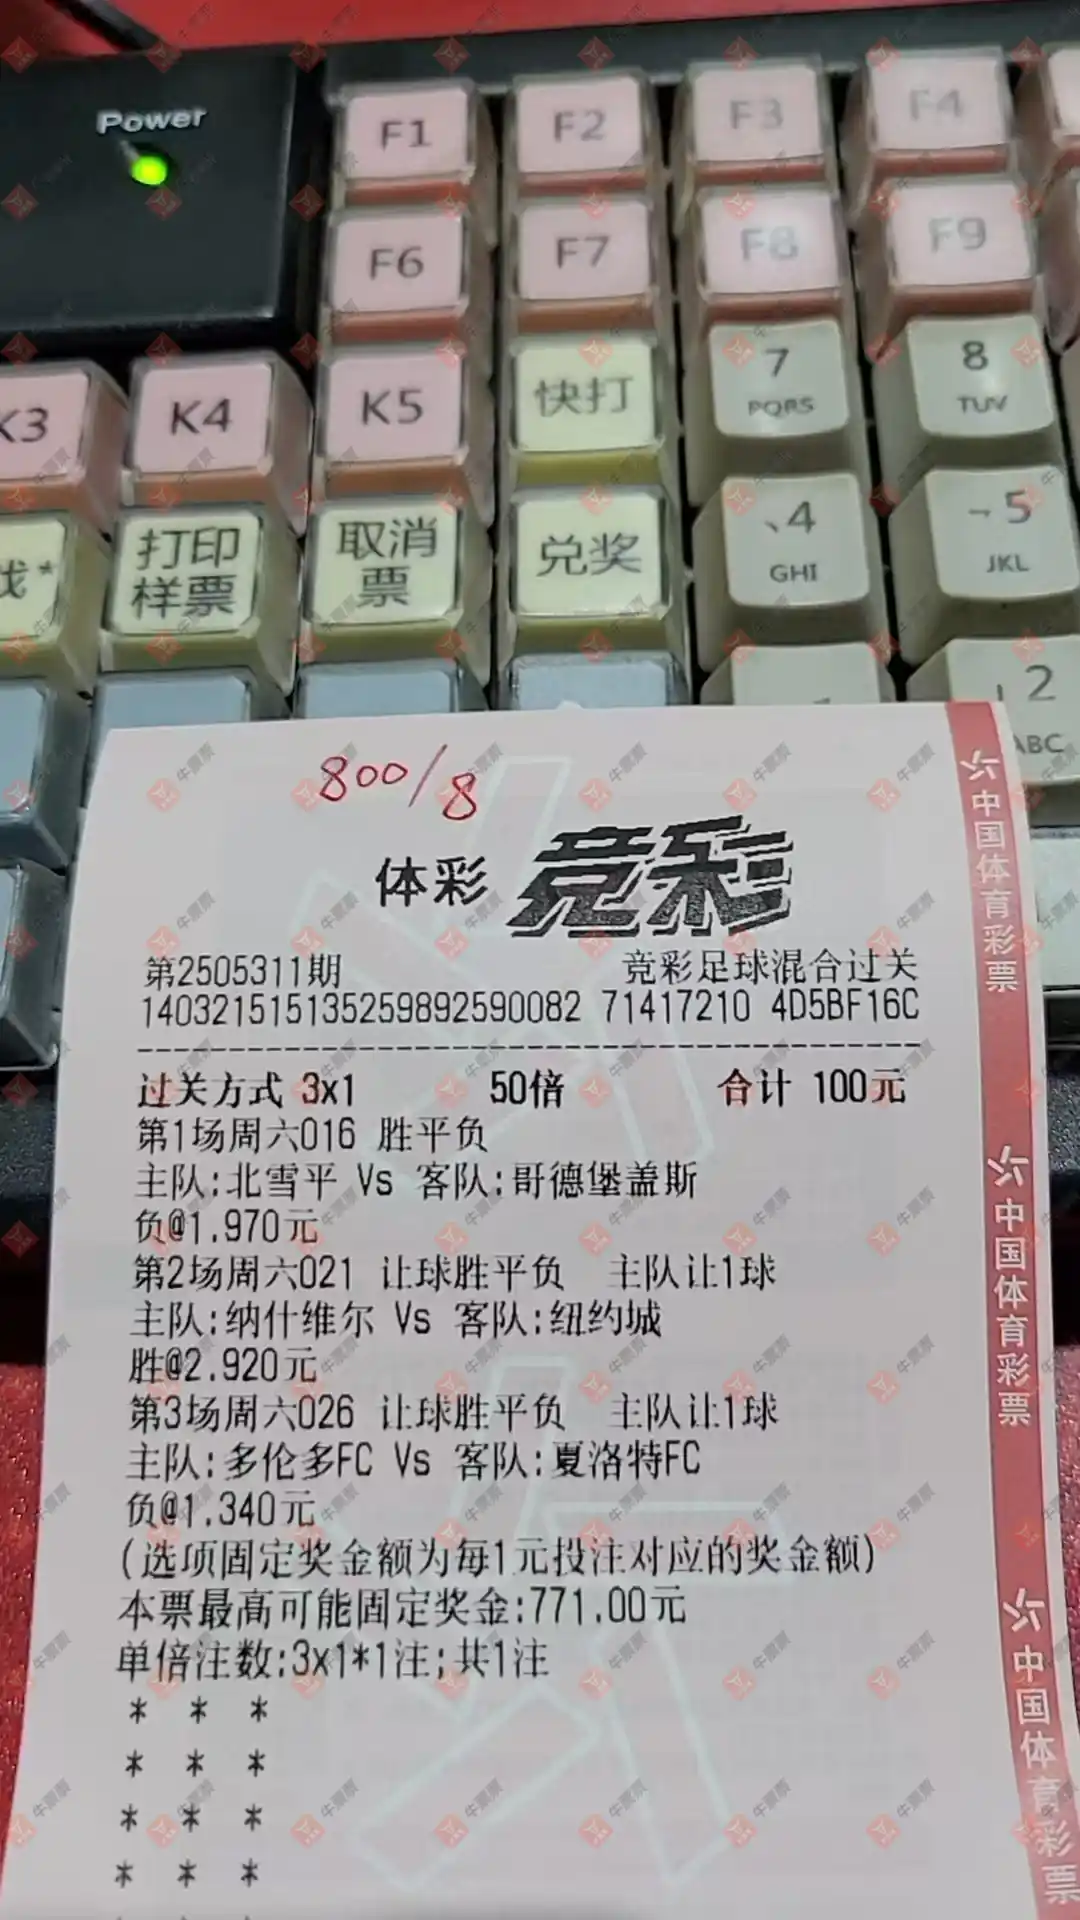 Power
F1 F2 F3 F4
F6 F7 F8 F9
K3 K4 K5 快打 7 8
PQRS TUV
打印 取消 兑奖 、4 ㇖5
样票 票 GHI JKL
2
ABC
800/8
体彩 竞彩
第2505311期 竞彩足球混合过关
140321515135259892590082 71417210 4D5BF16C
过关方式 3x1 50倍 合计 100元
第1场周六016 胜平负
主队:北雪平 Vs 客队:哥德堡盖斯
负@1.970元
第2场周六021 让球胜平负 主队让1球
主队:纳什维尔 Vs 客队:纽约城
胜@2.920元
第3场周六026 让球胜平负 主队让1球
主队:多伦多FC Vs 客队:夏洛特FC
负@1.340元
(选项固定奖金额为每1元投注对应的奖金额)
本票最高可能固定奖金:771.00元
单倍注数:3x1*1注;共1注
* * *
* * *
* * *
* * *
中国体育彩票
中国体育彩票
中国体育彩票
牛票票